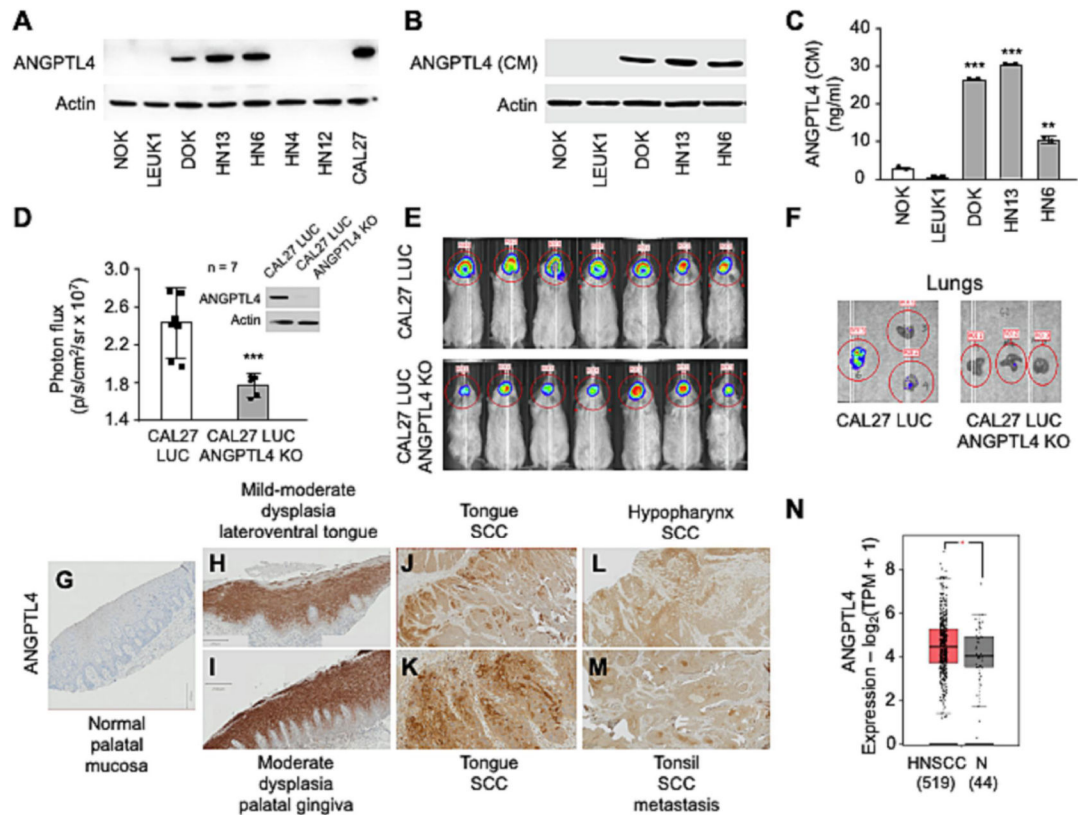 A
ANGPTL4
Actin
NOK
LEUK1
DOK
HN13
HN6
HN4
HN12
CAL27
B
ANGPTL4 (CM)
Actin
NOK
LEUK1
DOK
HN13
HN6
C
ANGPTL4 (CM)
(ng/ml)
40
30
20
10
0
***
***
**
NOK
LEUK1
DOK
HN13
HN6
D
Photon flux
(p/s/cm²/sr x 10⁷)
3.0
2.6
2.2
1.8
1.4
n = 7
CAL27 LUC
CAL27 LUC
ANGPTL4 KO
ANGPTL4
Actin
***
CAL27
LUC
CAL27 LUC
ANGPTL4 KO
E
CAL27 LUC
CAL27 LUC
ANGPTL4 KO
F
Lungs
CAL27 LUC
CAL27 LUC
ANGPTL4 KO
ANGPTL4
G
Normal
palatal
mucosa
Mild-moderate
dysplasia
lateroventral tongue
H
I
Moderate
dysplasia
palatal gingiva
Tongue
SCC
J
K
Tongue
SCC
Hypopharynx
SCC
L
M
Tonsil
SCC
metastasis
N
ANGPTL4
Expression – log₂(TPM + 1)
8
6
4
2
0
*
HNSCC
(519)
N
(44)